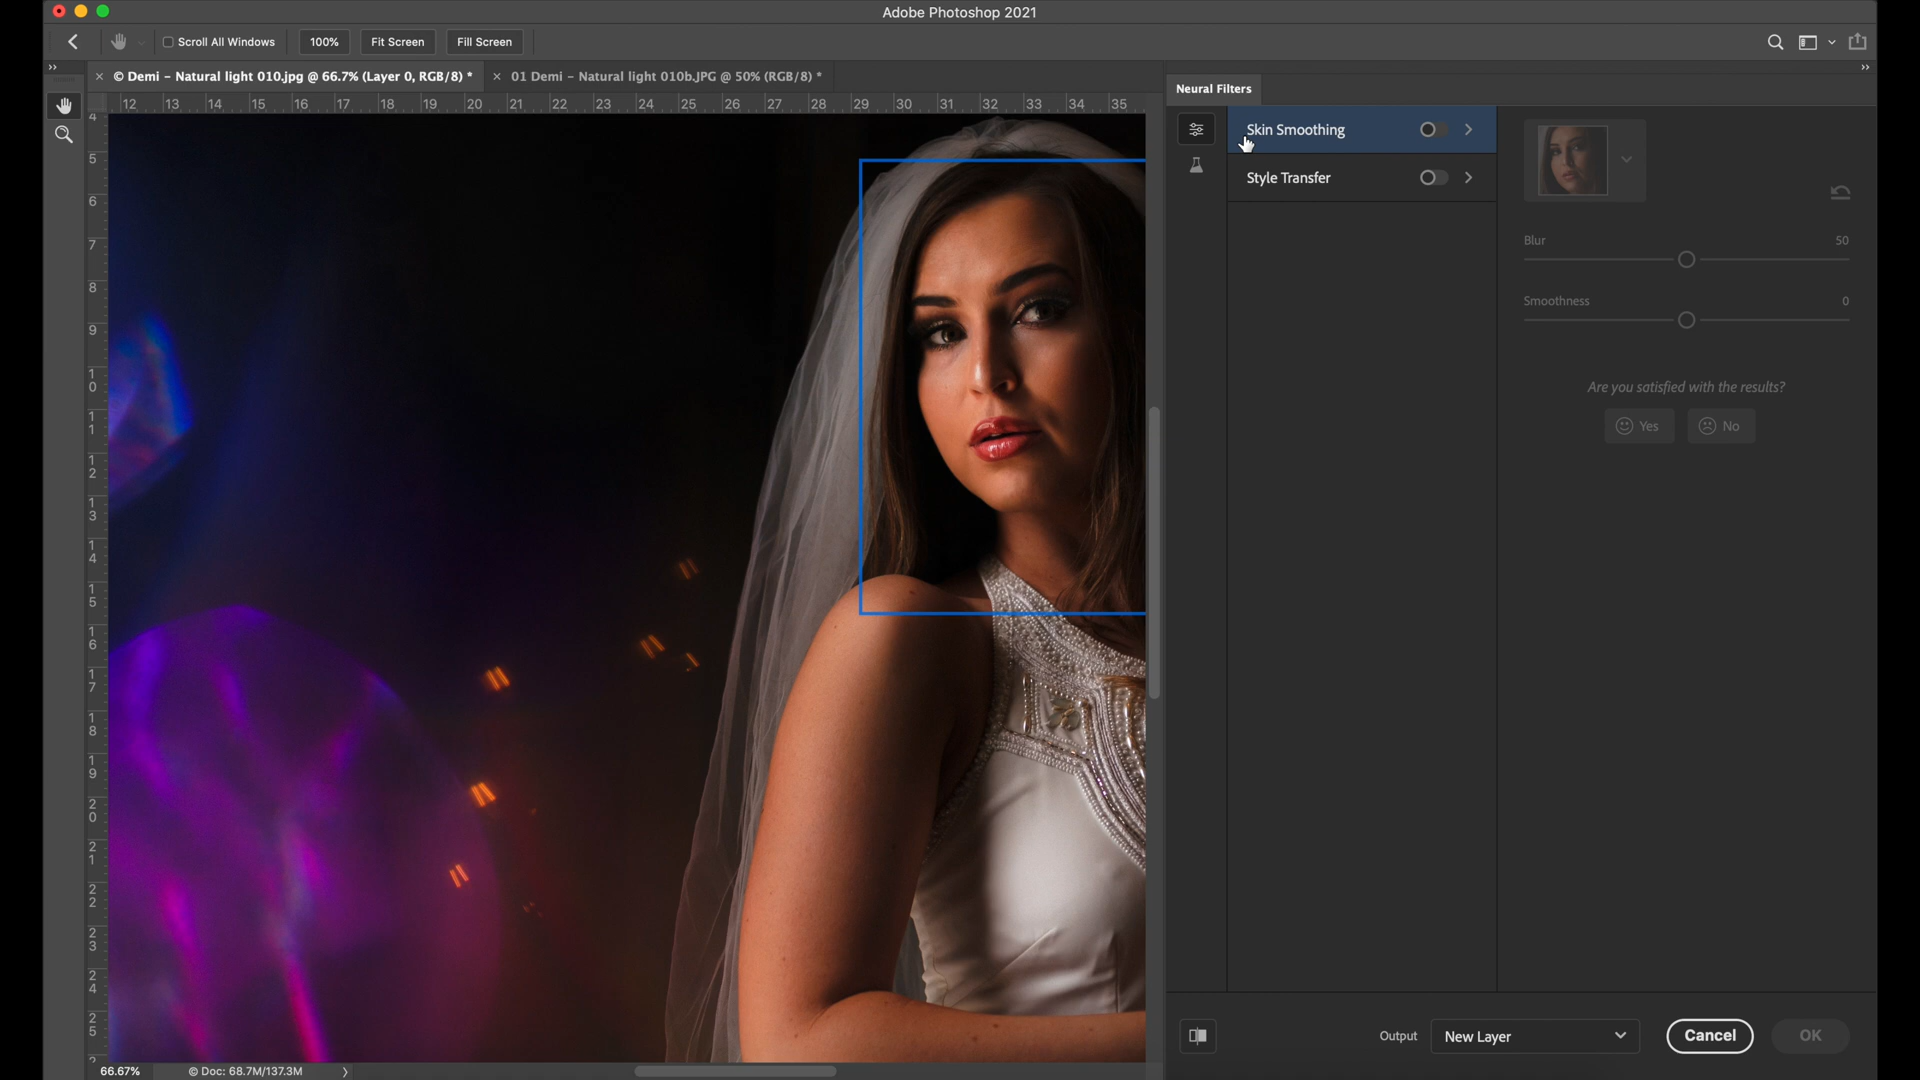 Adobe Photoshop 2021
Scroll All Windows 100% Fit Screen Fill Screen
© Demi - Natural light 010.jpg @ 66.7% (Layer 0, RGB/8) * 01 Demi - Natural light 010b.JPG @ 50% (RGB/8) *
Neural Filters
12 13 14 15 16 17 18 19 20 21 22 23 24 25 26 27 28 29 30 31 32 33 34 35
4
5
6
7
8
9
10
11
12
13
14
15
16
17
18
19
20
21
22
23
24
25
Skin Smoothing
Style Transfer
Blur 50
Smoothness 0
Are you satisfied with the results?
Yes No
Output New Layer Cancel OK
66.67% © Doc: 68.7M/137.3M